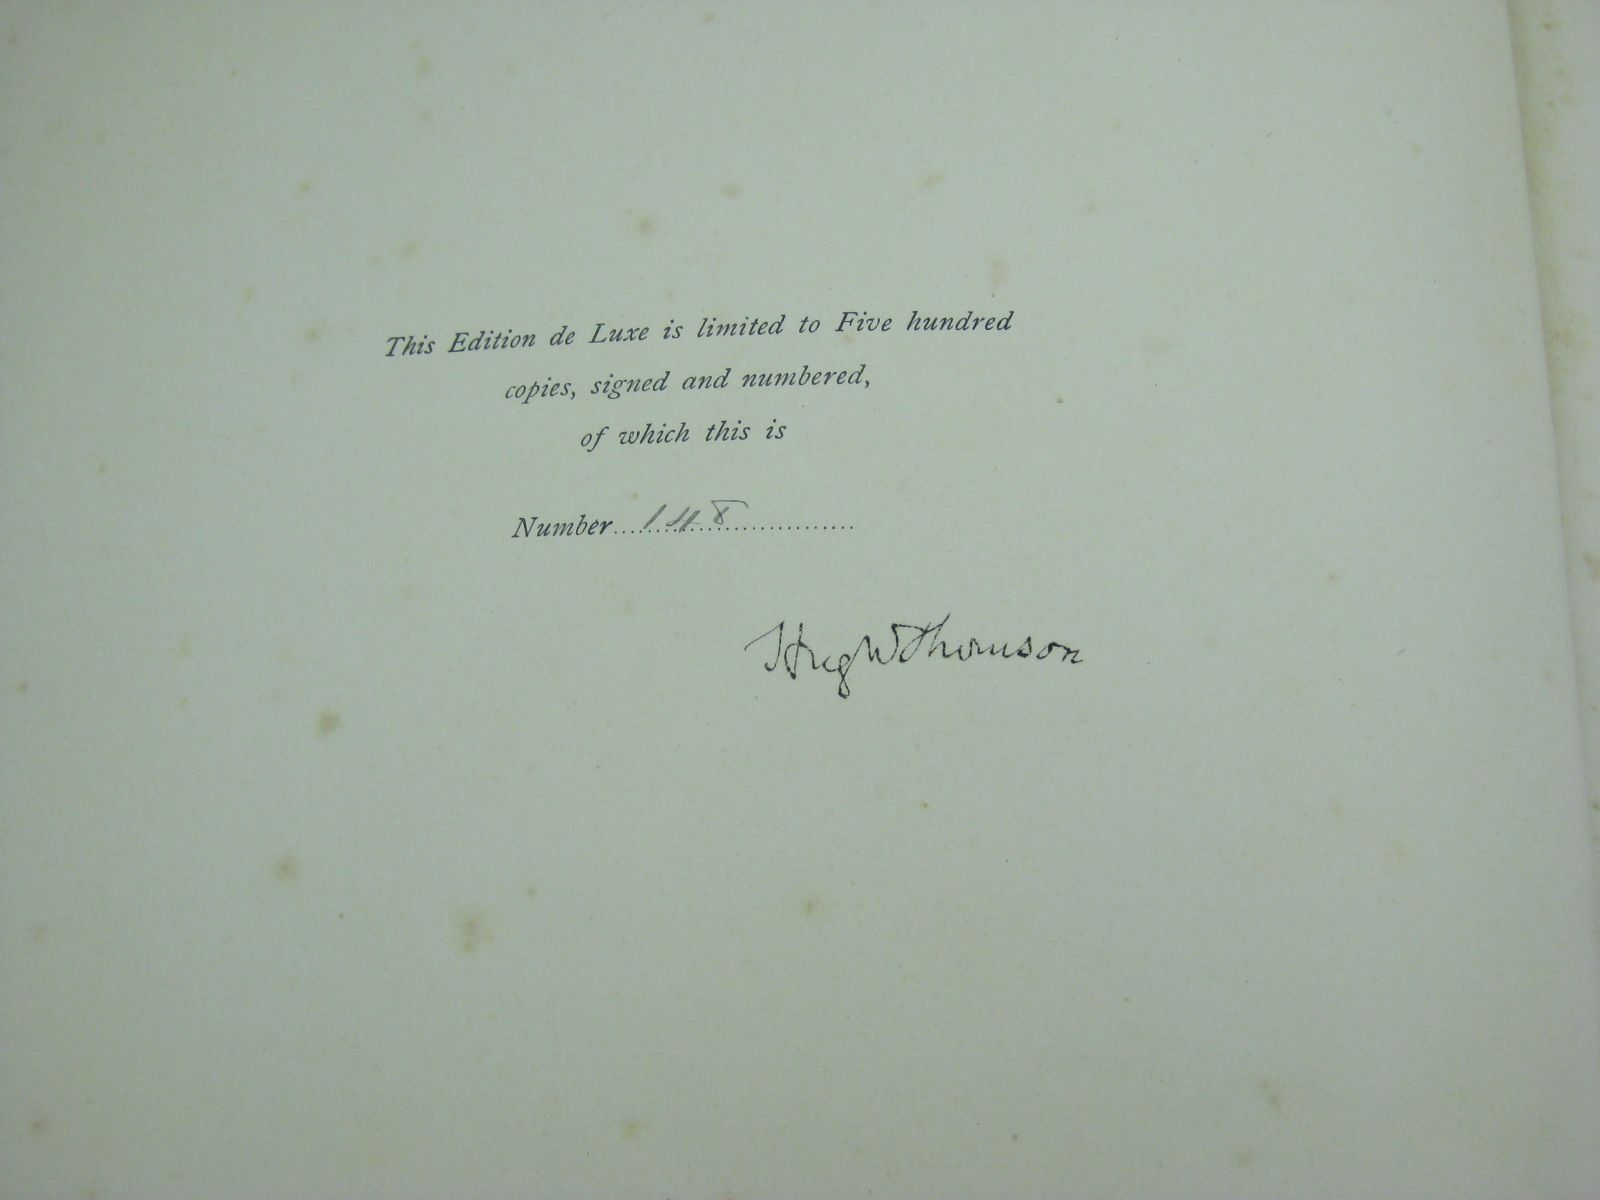 This Edition de Luxe is limited to Five hundred
copies, signed and numbered,
of which this is
Number 148
Hugh Thomson